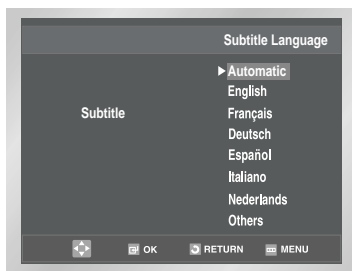 Subtitle Language
Automatic
English
Subtitle
Français
Deutsch
Español
Italiano
Nederlands
Others
OK
RETURN
MENU